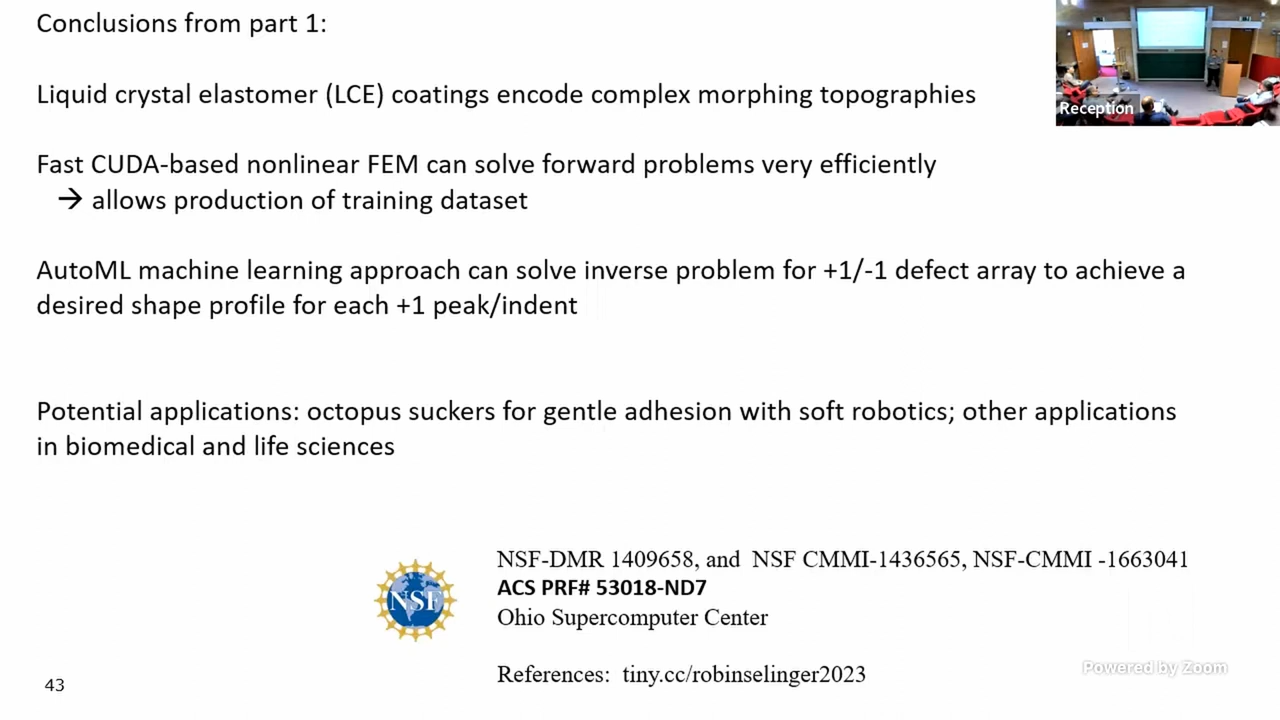 Conclusions from part 1:
Reception
Liquid crystal elastomer (LCE) coatings encode complex morphing topographies
Fast CUDA-based nonlinear FEM can solve forward problems very efficiently
→ allows production of training dataset
AutoML machine learning approach can solve inverse problem for +1/-1 defect array to achieve a
desired shape profile for each +1 peak/indent
Potential applications: octopus suckers for gentle adhesion with soft robotics; other applications
in biomedical and life sciences
NSF
NSF-DMR 1409658, and NSF CMMI-1436565, NSF-CMMI -1663041
ACS PRF# 53018-ND7
Ohio Supercomputer Center
References: tiny.cc/robinselinger2023
Powered by Zoom
43